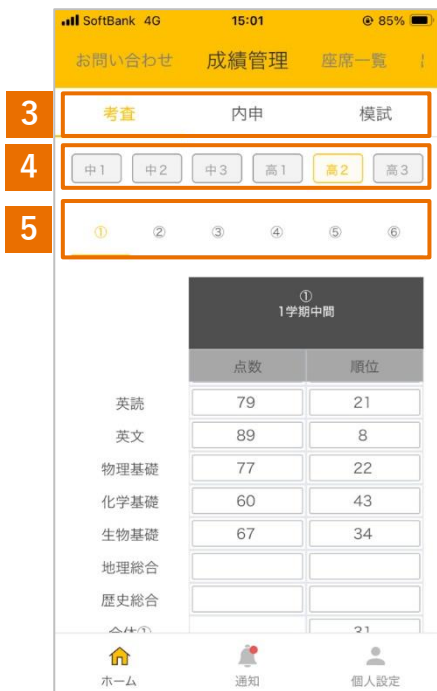 SoftBank 4G 15:01 85%
お問い合わせ 成績管理 座席一覧
3 考査 内申 模試
4 中1 中2 中3 高1 高2 高3
5 ① ② ③ ④ ⑤ ⑥
①
1学期中間
点数 順位
英読 79 21
英文 89 8
物理基礎 77 22
化学基礎 60 43
生物基礎 67 34
地理総合
歴史総合
31
ホーム 通知 個人設定